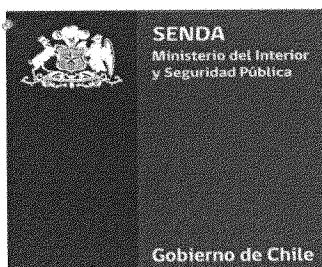 SENDA
Ministerio del Interior
y Seguridad Pública
Gobierno de Chile